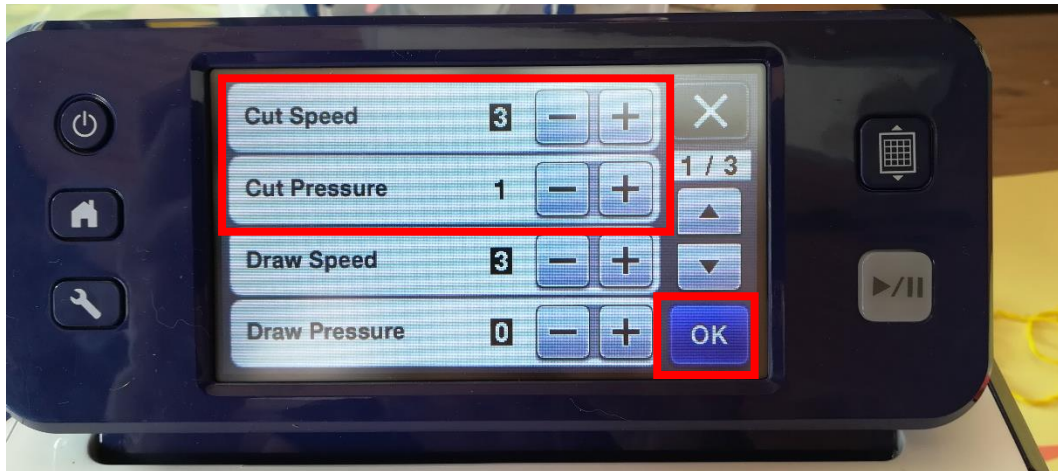 Cut Speed 3 − +
1 / 3
Cut Pressure 1 − +
Draw Speed 3 − +
Draw Pressure 0 − +
OK